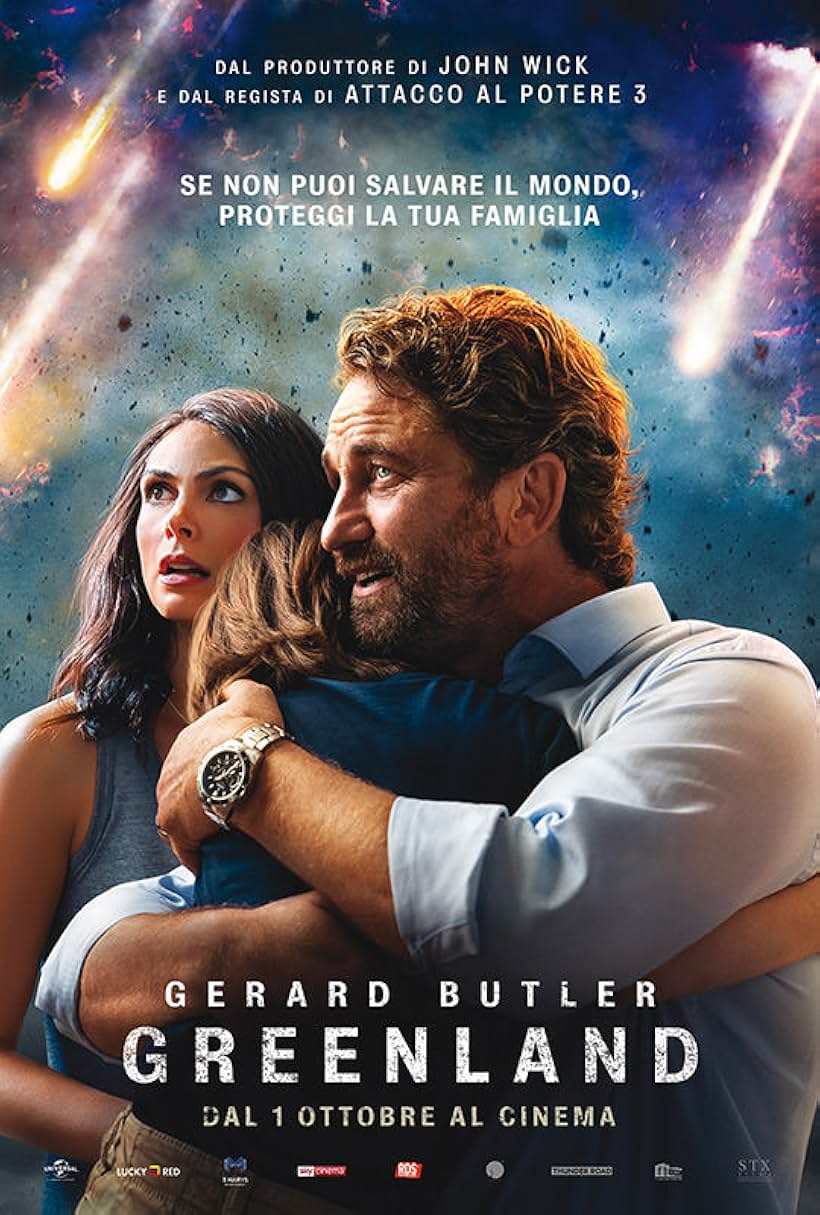 DAL PRODUTTORE DI JOHN WICK
E DAL REGISTA DI ATTACCO AL POTERE 3
SE NON PUOI SALVARE IL MONDO,
PROTEGGI LA TUA FAMIGLIA
GERARD BUTLER
GREENLAND
DAL 1 OTTOBRE AL CINEMA
UNIVERSAL LUCKY RED 3 MARYS sky cinema RDS THUNDER ROAD STX